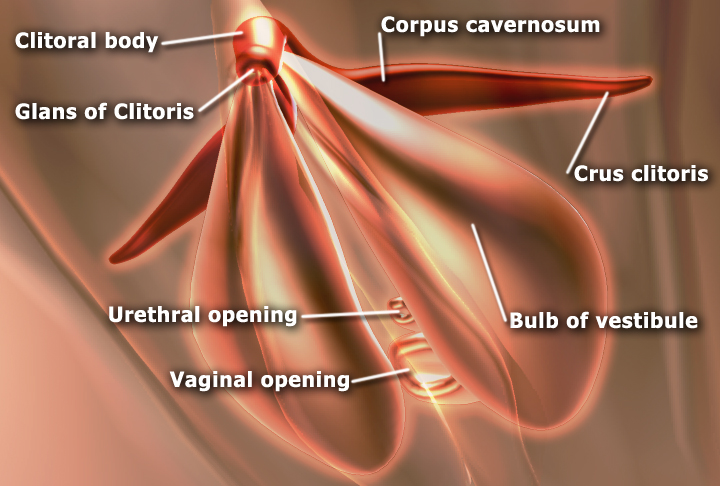 Corpus cavernosum
Clitoral body
Glans of Clitoris
Crus clitoris
Urethral opening
Bulb of vestibule
Vaginal opening